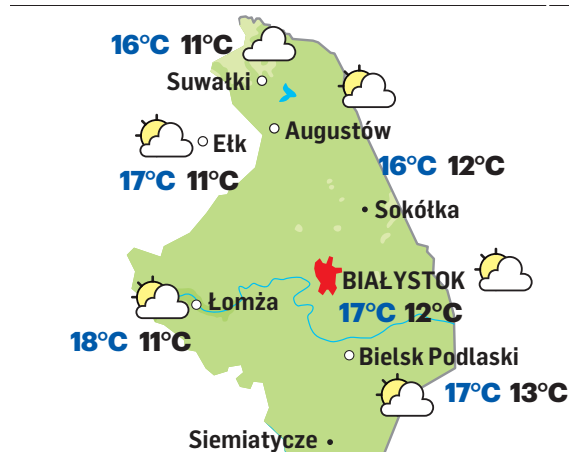 16°C 11°C
Suwałki
Augustów
Ełk
17°C 11°C
16°C 12°C
Sokółka
BIAŁYSTOK
Łomża
17°C 12°C
18°C 11°C
Bielsk Podlaski
17°C 13°C
Siemiatycze